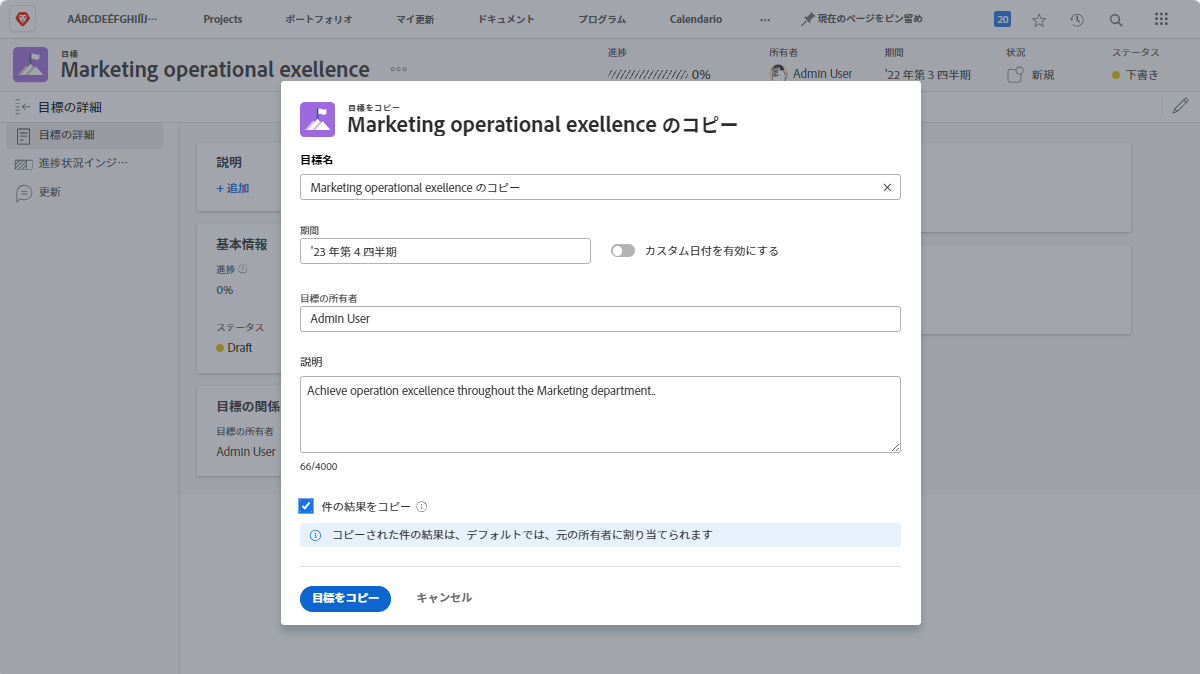 AÁBCDEÉFGHIÍJ…
Projects
ポートフォリオ
マイ更新
ドキュメント
プログラム
Calendario
現在のページをピン留め
20
目標
Marketing operational exellence
進捗
0%
所有者
Admin User
期間
'22 年第 3 四半期
状況
新規
ステータス
下書き
目標の詳細
目標の詳細
進捗状況インジ…
更新
説明
+ 追加
基本情報
進捗
0%
ステータス
Draft
目標の関係
目標の所有者
Admin User
目標をコピー
Marketing operational exellence のコピー
目標名
Marketing operational exellence のコピー
期間
'23 年第 4 四半期
カスタム日付を有効にする
目標の所有者
Admin User
説明
Achieve operation excellence throughout the Marketing department..
66/4000
件の結果をコピー
コピーされた件の結果は、デフォルトでは、元の所有者に割り当てられます
目標をコピー
キャンセル